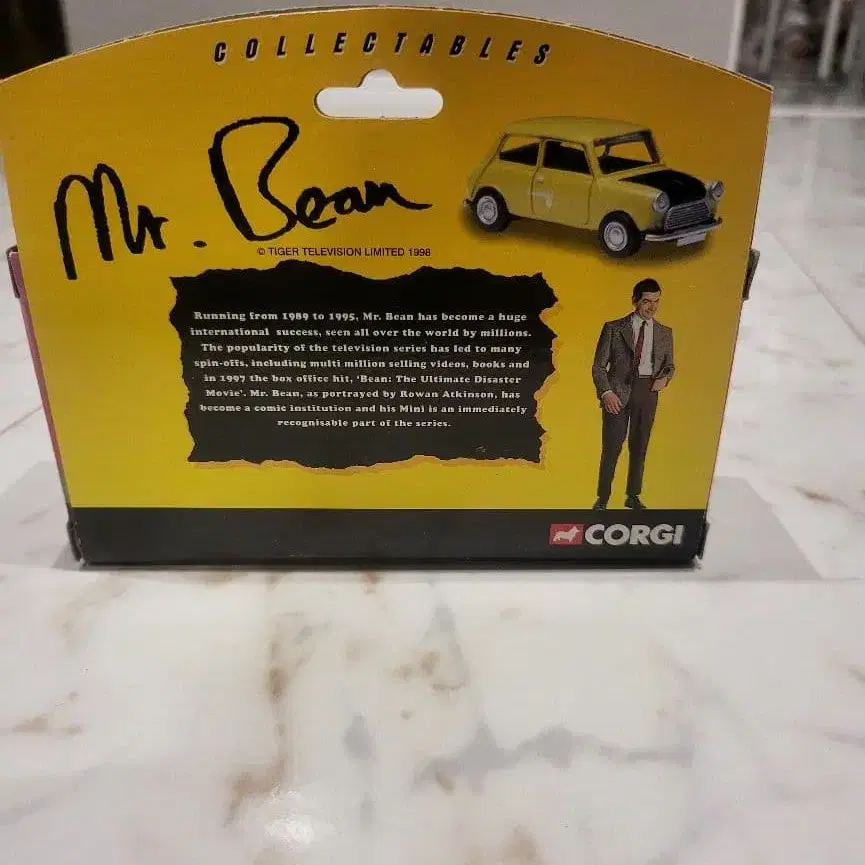 COLLECTABLES
Mr. Bean
© TIGER TELEVISION LIMITED 1998
Running from 1989 to 1995, Mr. Bean has become a huge
international success, seen all over the world by millions.
The popularity of the television series has led to many
spin-offs, including multi million selling videos, books and
in 1997 the box office hit, 'Bean: The Ultimate Disaster
Movie'. Mr. Bean, as portrayed by Rowan Atkinson, has
become a comic institution and his Mini is an immediately
recognisable part of the series.
CORGI